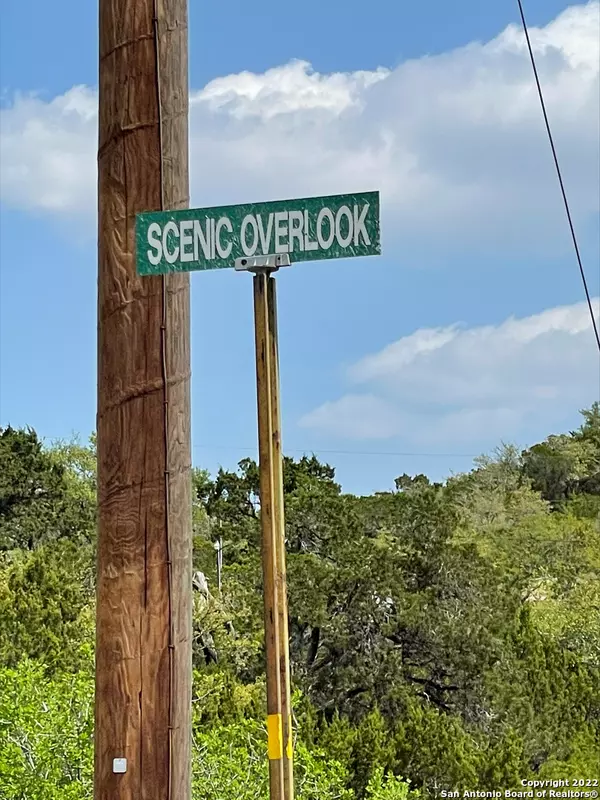 SCENIC OVERLOOK
Copyright 2022
San Antonio Board of Realtors®